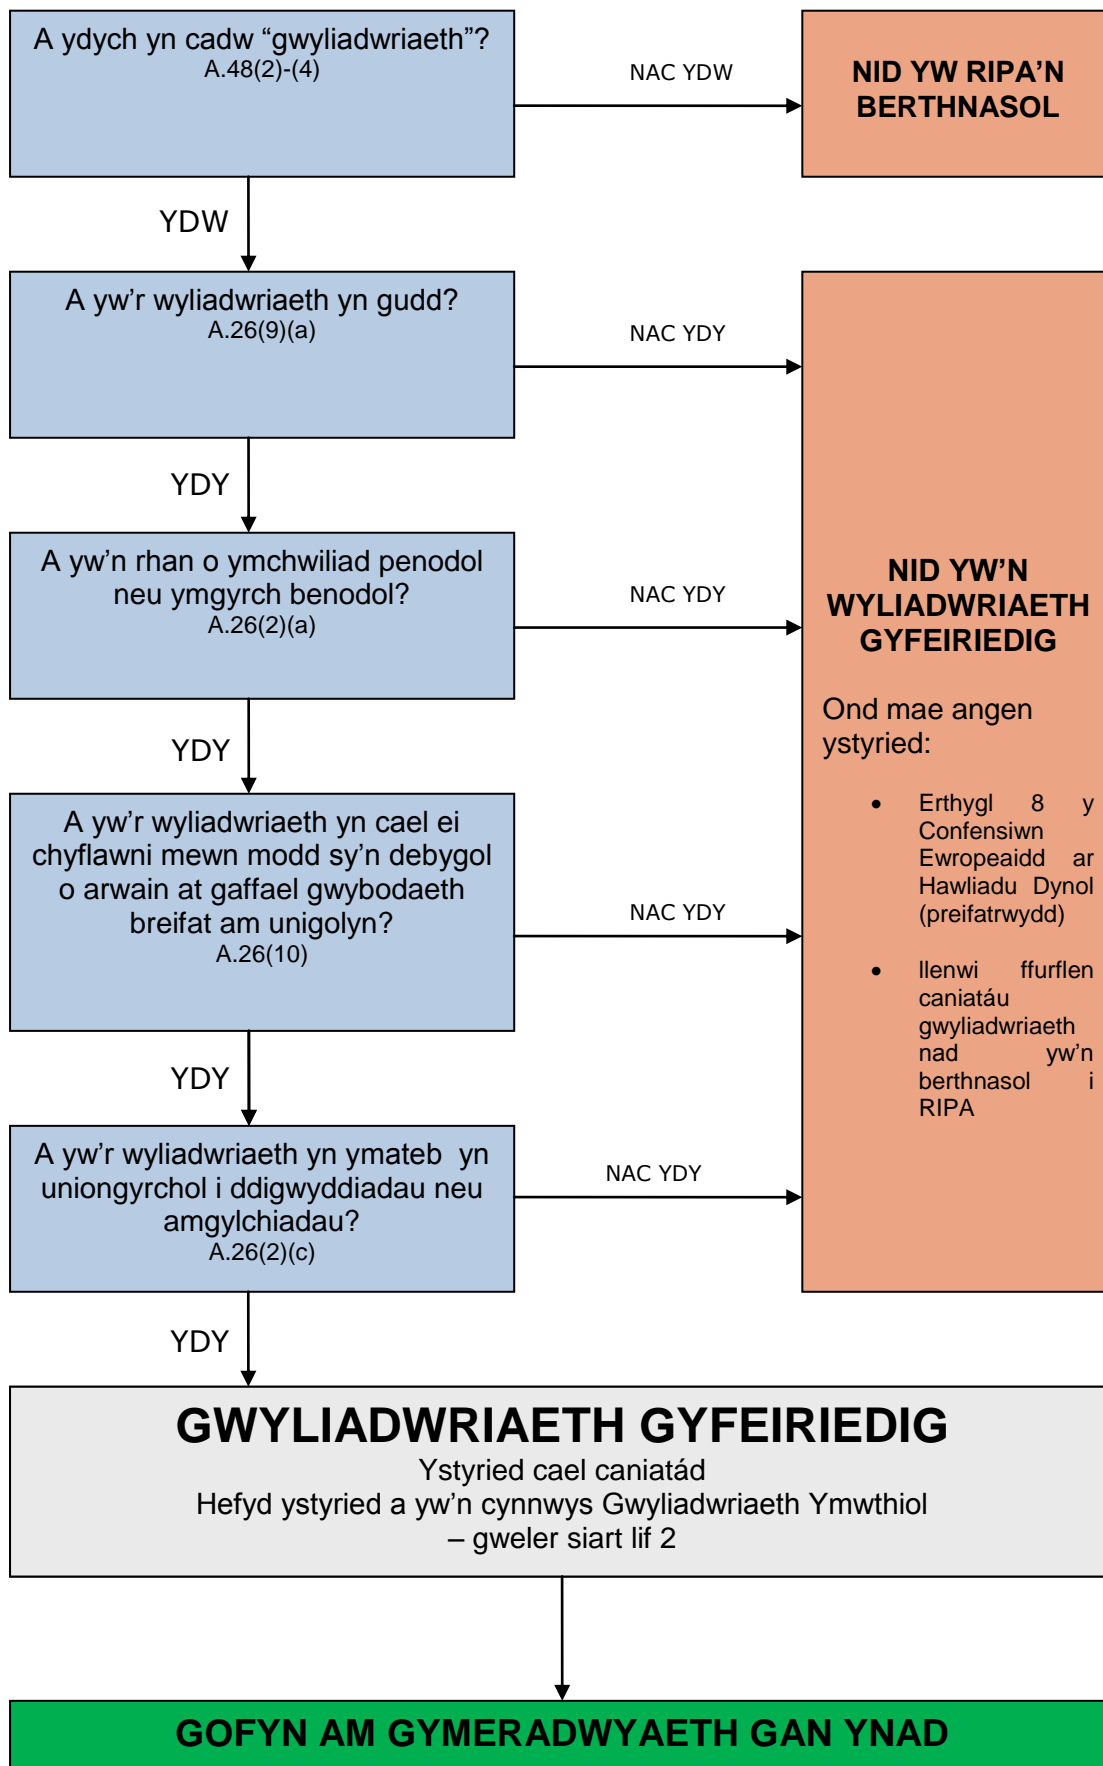 A ydych yn cadw “gwyliadwriaeth”?
A.48(2)-(4)
NAC YDW
NID YW RIPA’N
BERTHNASOL
YDW
A yw’r wyliadwriaeth yn gudd?
A.26(9)(a)
NAC YDY
YDY
A yw’n rhan o ymchwiliad penodol
neu ymgyrch benodol?
A.26(2)(a)
NAC YDY
YDY
A yw’r wyliadwriaeth yn cael ei
chyflawni mewn modd sy’n debygol
o arwain at gaffael gwybodaeth
breifat am unigolyn?
A.26(10)
NAC YDY
YDY
A yw’r wyliadwriaeth yn ymateb  yn
uniongyrchol i ddigwyddiadau neu
amgylchiadau?
A.26(2)(c)
NAC YDY
YDY
NID YW’N
WYLIADWRIAETH
GYFEIRIEDIG
Ond mae angen
ystyried:
• Erthygl 8 y
Confensiwn
Ewropeaidd ar
Hawliadu Dynol
(preifatrwydd)
• llenwi ffurflen
caniatáu
gwyliadwriaeth
nad yw’n
berthnasol i
RIPA
GWYLIADWRIAETH GYFEIRIEDIG
Ystyried cael caniatád
Hefyd ystyried a yw’n cynnwys Gwyliadwriaeth Ymwthiol
– gweler siart lif 2
GOFYN AM GYMERADWYAETH GAN YNAD